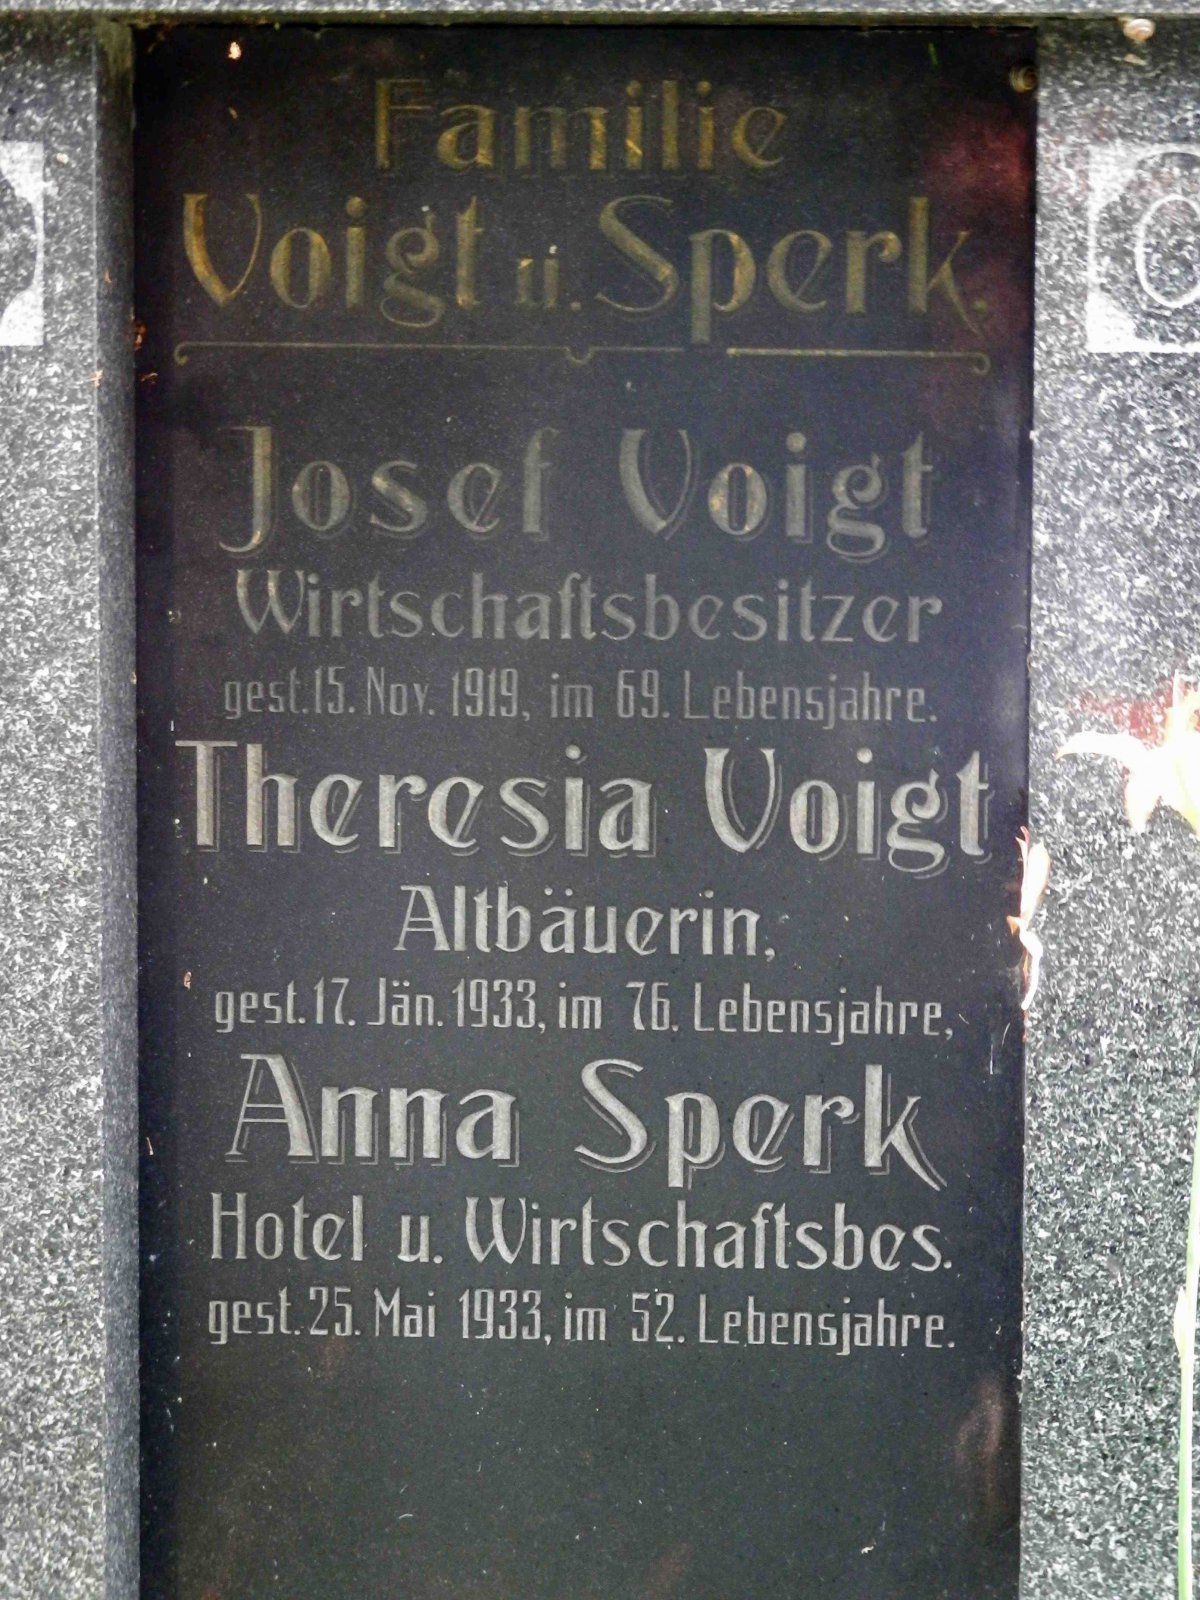 Familie
Voigt u. Sperk.
Josef Voigt
Wirtschaftsbesitzer
gest. 15. Nov. 1919, im 69. Lebensjahre.
Theresia Voigt
Altbäuerin,
gest. 17. Jän. 1933, im 76. Lebensjahre,
Anna Sperk
Hotel u. Wirtschaftsbes.
gest. 25. Mai 1933, im 52. Lebensjahre.